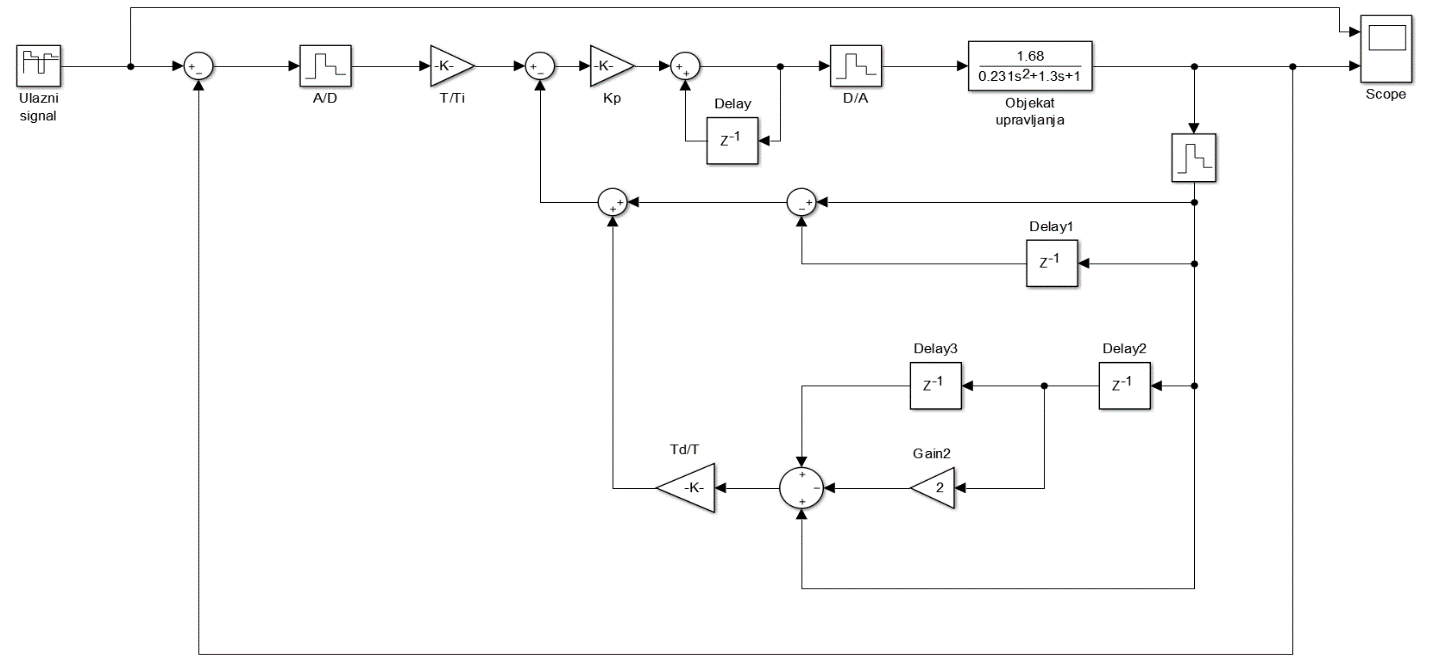 Ulazni
signal
+
−
A/D
-K-
T/Ti
+
−
-K-
Kp
+
+
Delay
Z-1
D/A
1.68
0.231s2+1.3s+1
Objekat
upravljanja
Scope
+
+
−
+
Delay1
Z-1
Delay3
Z-1
Delay2
Z-1
Td/T
-K-
+
−
+
Gain2
2